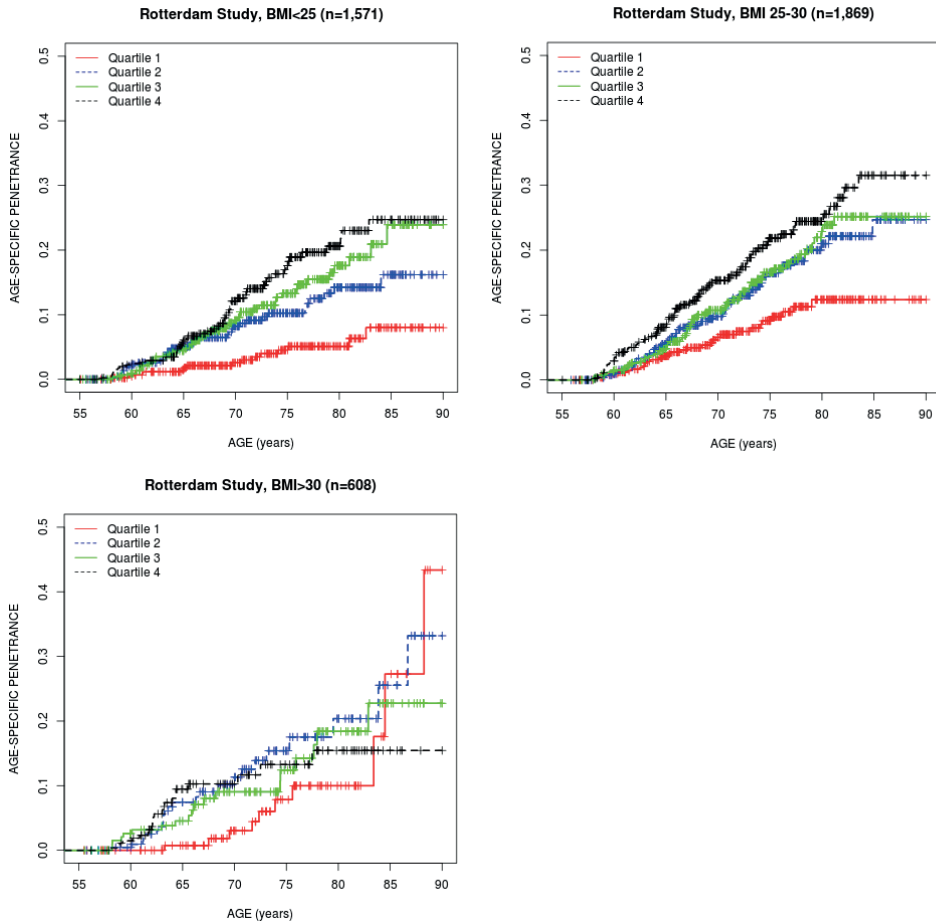 Rotterdam Study, BMI<25 (n=1,571)
AGE-SPECIFIC PENETRANCE
0.5
0.4
0.3
0.2
0.1
0.0
Quartile 1
Quartile 2
Quartile 3
Quartile 4
55 60 65 70 75 80 85 90
AGE (years)
Rotterdam Study, BMI 25-30 (n=1,869)
AGE-SPECIFIC PENETRANCE
0.5
0.4
0.3
0.2
0.1
0.0
Quartile 1
Quartile 2
Quartile 3
Quartile 4
55 60 65 70 75 80 85 90
AGE (years)
Rotterdam Study, BMI>30 (n=608)
AGE-SPECIFIC PENETRANCE
0.5
0.4
0.3
0.2
0.1
0.0
Quartile 1
Quartile 2
Quartile 3
Quartile 4
55 60 65 70 75 80 85 90
AGE (years)